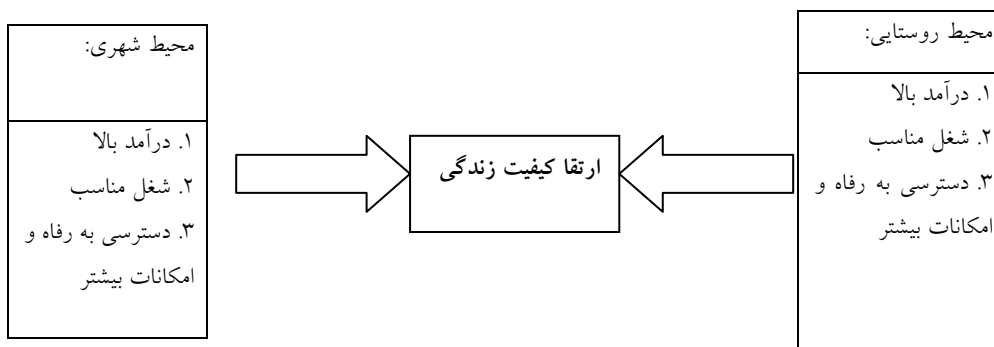 محیط روستایی:
۱. درآمد بالا
۲. شغل مناسب
۳. دسترسی به رفاه و
امکانات بیشتر
ارتقا کیفیت زندگی
محیط شهری:
۱. درآمد بالا
۲. شغل مناسب
۳. دسترسی به رفاه و
امکانات بیشتر